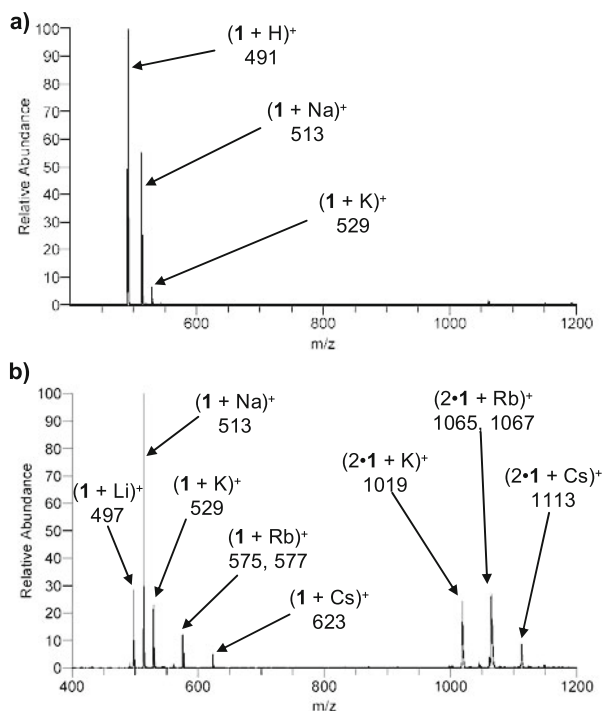 a)
Relative Abundance
100
90
80
70
60
50
40
30
20
10
0
(1 + H)⁺
491
(1 + Na)⁺
513
(1 + K)⁺
529
600
800
1000
1200
m/z
b)
Relative Abundance
100
90
80
70
60
50
40
30
20
10
0
(1 + Na)⁺
513
(1 + Li)⁺
497
(1 + K)⁺
529
(1 + Rb)⁺
575, 577
(1 + Cs)⁺
623
(2•1 + K)⁺
1019
(2•1 + Rb)⁺
1065, 1067
(2•1 + Cs)⁺
1113
400
600
800
1000
1200
m/z